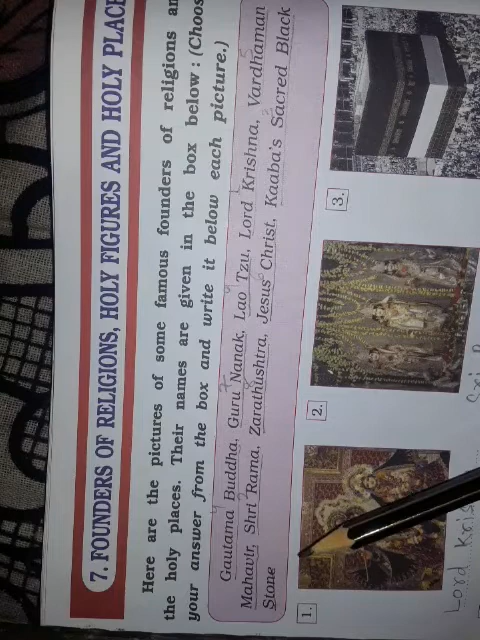 7. FOUNDERS OF RELIGIONS, HOLY FIGURES AND HOLY PLACE
Here are the pictures of some famous founders of religions an
the holy places. Their names are given in the box below : (Choos
your answer from the box and write it below each picture.)
Gautama Buddha, Guru Nanak, Lao Tzu, Lord Krishna, Vardhaman
Mahavir, Shri Rama, Zarathushtra, Jesus Christ, Kaaba's Sacred Black
Stone
1.
2.
3.
Lord Kris
Sri